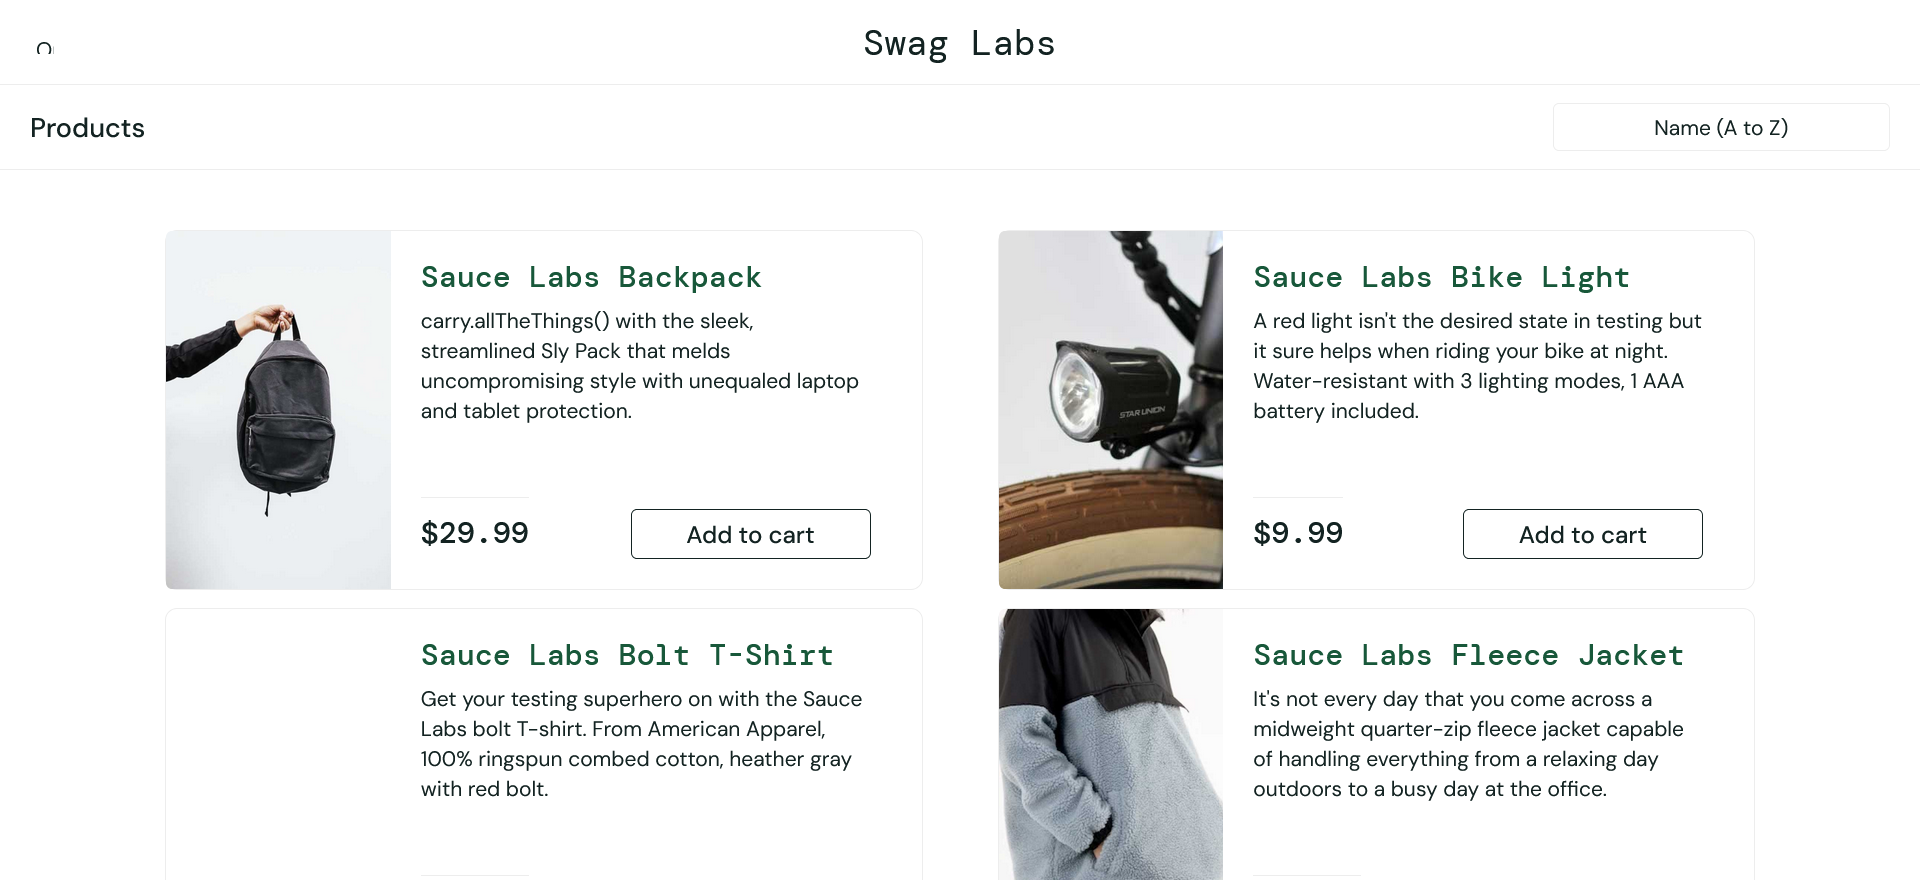 Swag Labs
Products
Name (A to Z)
Sauce Labs Backpack
carry.allTheThings() with the sleek,
streamlined Sly Pack that melds
uncompromising style with unequaled laptop
and tablet protection.
$29.99
Add to cart
Sauce Labs Bike Light
A red light isn't the desired state in testing but
it sure helps when riding your bike at night.
Water-resistant with 3 lighting modes, 1 AAA
battery included.
$9.99
Add to cart
STAR UNION
Sauce Labs Bolt T-Shirt
Get your testing superhero on with the Sauce
Labs bolt T-shirt. From American Apparel,
100% ringspun combed cotton, heather gray
with red bolt.
Sauce Labs Fleece Jacket
It's not every day that you come across a
midweight quarter-zip fleece jacket capable
of handling everything from a relaxing day
outdoors to a busy day at the office.